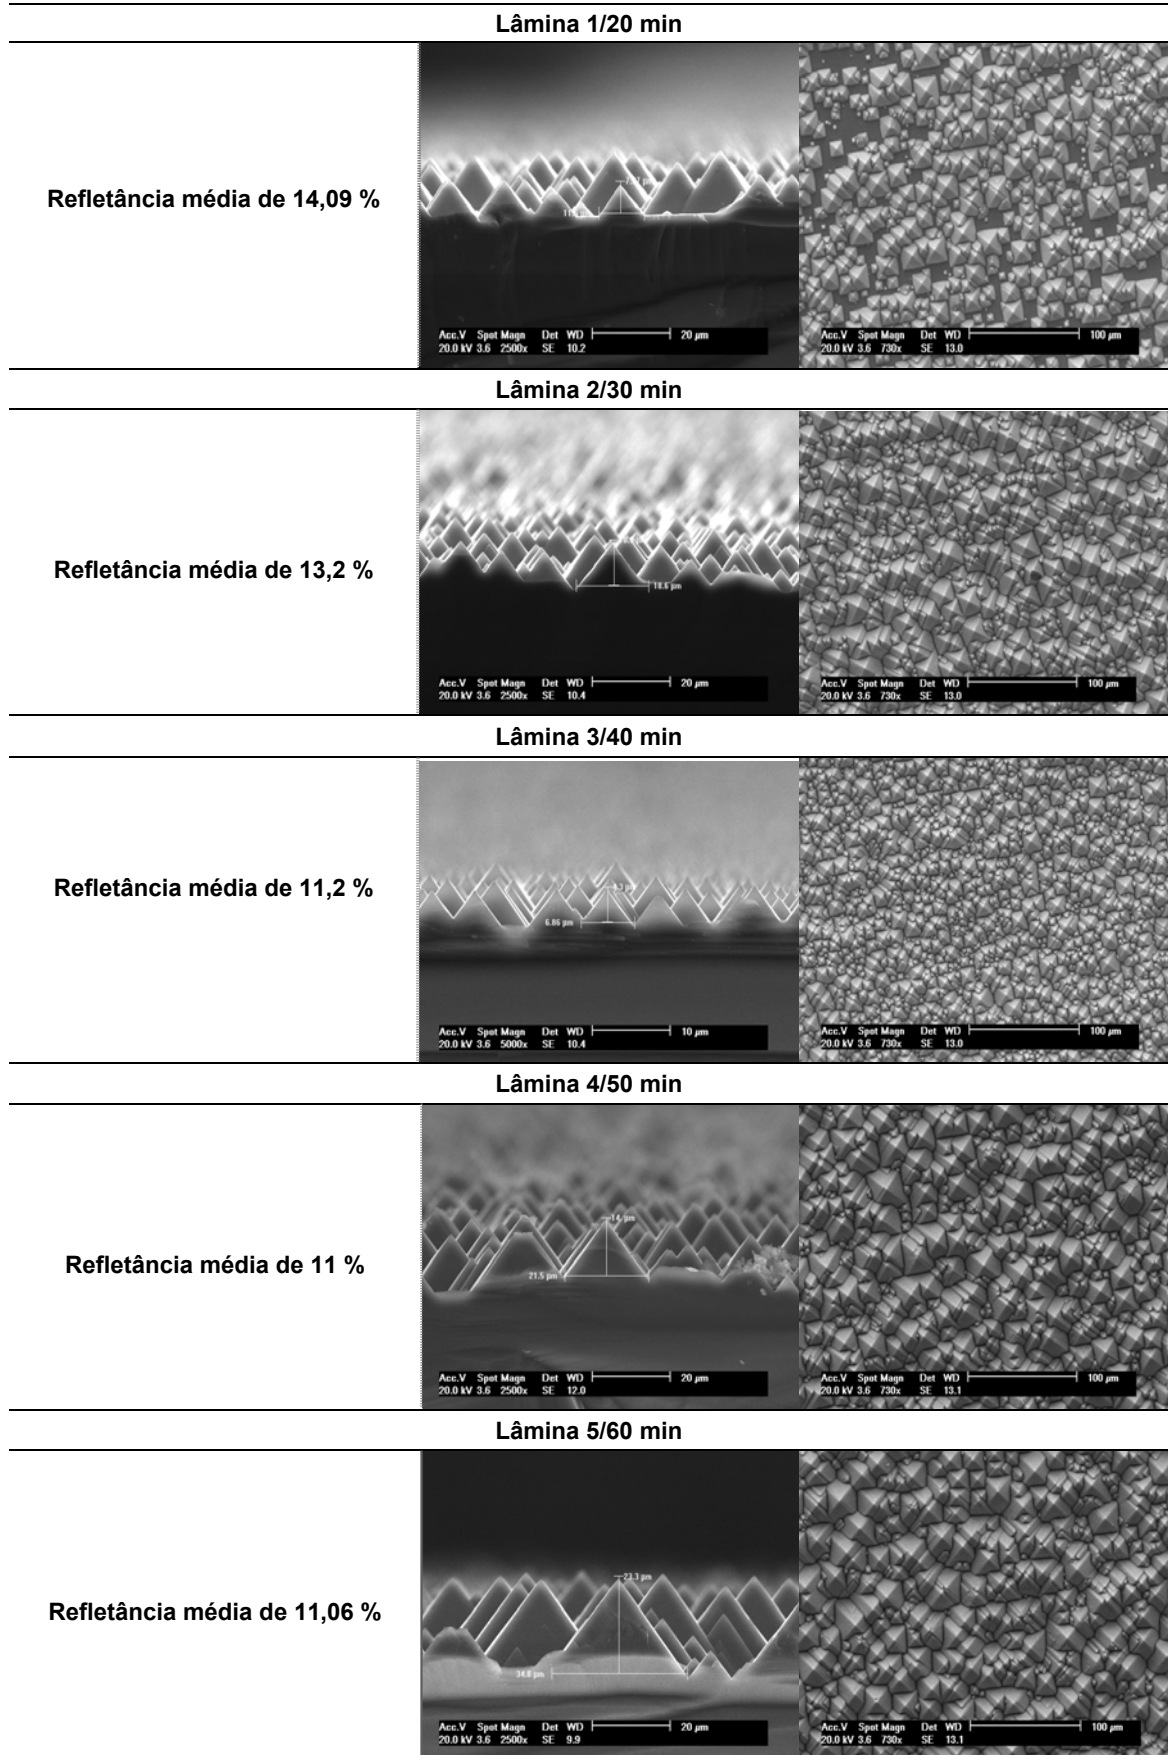 Lâmina 1/20 min
Refletância média de 14,09 %
Acc.V Spot Magn Det WD 20 µm
20.0 kV 3.6 2500x SE 10.2
Acc.V Spot Magn Det WD 100 µm
20.0 kV 3.6 730x SE 13.0
Lâmina 2/30 min
Refletância média de 13,2 %
18.6 µm
Acc.V Spot Magn Det WD 20 µm
20.0 kV 3.6 2500x SE 10.4
Acc.V Spot Magn Det WD 100 µm
20.0 kV 3.6 730x SE 13.0
Lâmina 3/40 min
Refletância média de 11,2 %
6.86 µm
Acc.V Spot Magn Det WD 10 µm
20.0 kV 3.6 5000x SE 10.4
Acc.V Spot Magn Det WD 100 µm
20.0 kV 3.6 730x SE 13.0
Lâmina 4/50 min
Refletância média de 11 %
21.5 µm
Acc.V Spot Magn Det WD 20 µm
20.0 kV 3.6 2500x SE 12.0
Acc.V Spot Magn Det WD 100 µm
20.0 kV 3.6 730x SE 13.1
Lâmina 5/60 min
Refletância média de 11,06 %
23.3 µm
34.8 µm
Acc.V Spot Magn Det WD 20 µm
20.0 kV 3.6 2500x SE 9.9
Acc.V Spot Magn Det WD 100 µm
20.0 kV 3.6 730x SE 13.1